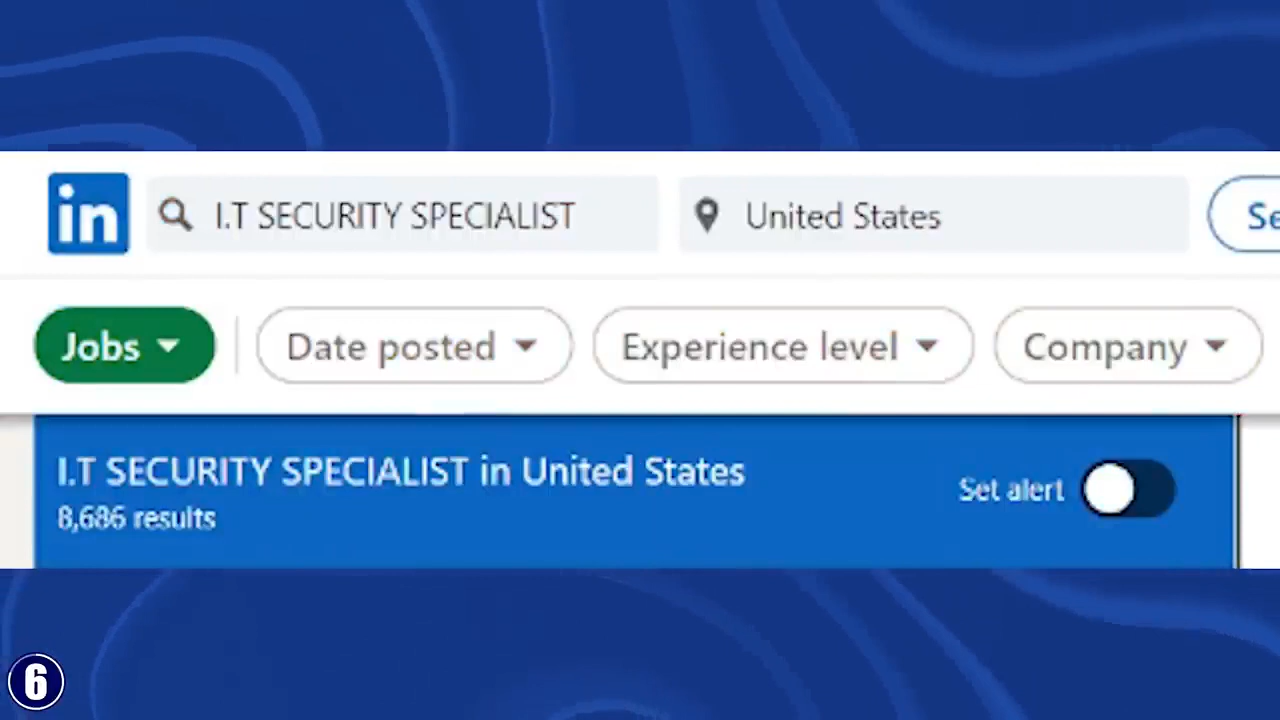 in I.T SECURITY SPECIALIST United States Se
Jobs Date posted Experience level Company
I.T SECURITY SPECIALIST in United States
8,686 results
Set alert
6